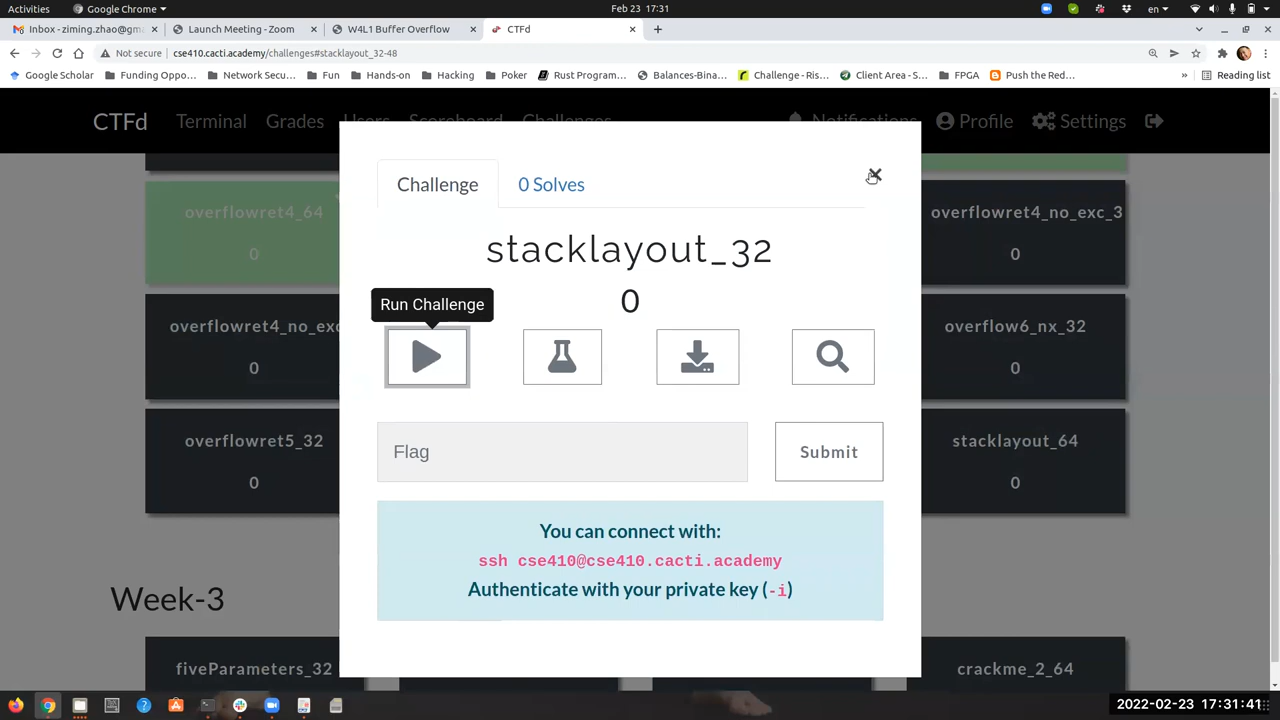 Activities
Google Chrome
Feb 23 17:31
en
Inbox - ziming.zhao@gm
Launch Meeting - Zoom
W4L1 Buffer Overflow
CTFd
Not secure
cse410.cacti.academy/challenges#stacklayout_32-48
Google Scholar
Funding Oppo...
Network Secu...
Fun
Hands-on
Hacking
Poker
Rust Program...
Balances-Bina...
Challenge - Ris...
Client Area - S...
FPGA
Push the Red...
»
Reading list
CTFd
Terminal
Grades
Users
Scoreboard
Challenges
Notifications
Profile
Settings
Challenge
0 Solves
stacklayout_32
0
Run Challenge
Flag
Submit
You can connect with:
ssh cse410@cse410.cacti.academy
Authenticate with your private key (-i)
overflowret4_64
0
overflowret4_no_exc_3
0
overflowret4_no_exc
0
overflow6_nx_32
0
overflowret5_32
0
stacklayout_64
0
Week-3
fiveParameters_32
crackme_2_64
2022-02-23 17:31:41